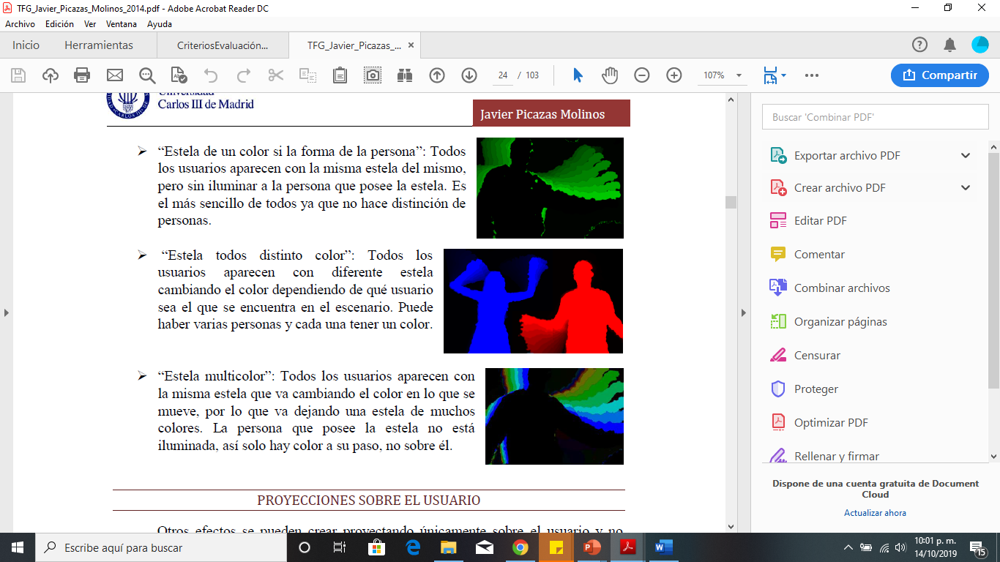 TFG_Javier_Picazas_Molinos_2014.pdf - Adobe Acrobat Reader DC
Archivo Edición Ver Ventana Ayuda
Inicio Herramientas CriteriosEvaluación... TFG_Javier_Picazas_...
24 / 103 107% Compartir
Universidad
Carlos III de Madrid
Javier Picazas Molinos
“Estela de un color si la forma de la persona”: Todos
los usuarios aparecen con la misma estela del mismo,
pero sin iluminar a la persona que posee la estela. Es
el más sencillo de todos ya que no hace distinción de
personas.
“Estela todos distinto color”: Todos los
usuarios aparecen con diferente estela
cambiando el color dependiendo de qué usuario
sea el que se encuentra en el escenario. Puede
haber varias personas y cada una tener un color.
“Estela multicolor”: Todos los usuarios aparecen con
la misma estela que va cambiando el color en lo que se
mueve, por lo que va dejando una estela de muchos
colores. La persona que posee la estela no está
iluminada, así solo hay color a su paso, no sobre él.
PROYECCIONES SOBRE EL USUARIO
Otros efectos se pueden crear proyectando únicamente sobre el usuario y no
Buscar 'Combinar PDF'
Exportar archivo PDF
Crear archivo PDF
Editar PDF
Comentar
Combinar archivos
Organizar páginas
Censurar
Proteger
Optimizar PDF
Rellenar y firmar
Dispone de una cuenta gratuita de Document
Cloud
Actualizar ahora
Escribe aquí para buscar
10:01 p. m.
14/10/2019
15